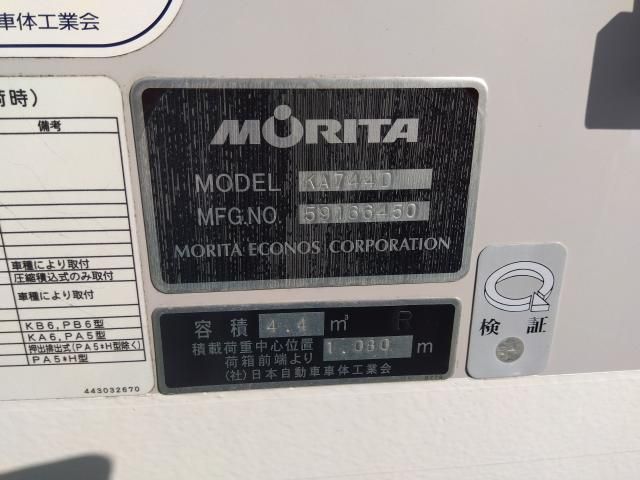 車体工業会
荷時）
備考
車種により取付
圧縮積込式のみ取付
車種により取付
KB6,PB6型
KA6,PA5型
押出排出式(PA5※H型除く)
PA5※H型
443032670
MORITA
MODEL KA744D
MFG.NO. 59166450
MORITA ECONOS CORPORATION
容積 4.4 m³ R
積載荷重中心位置
荷箱前端より 1.080 m
(社)日本自動車車体工業会
検証